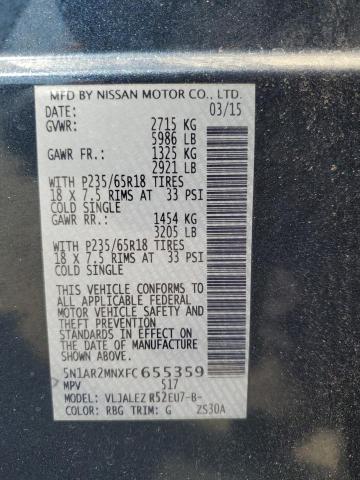 MFD BY NISSAN MOTOR CO., LTD.
DATE: 03/15
GVWR: 2715 KG
5986 LB
GAWR FR.: 1325 KG
2921 LB
WITH P235/65R18 TIRES
18 X 7.5 RIMS AT 33 PSI
COLD SINGLE
GAWR RR.: 1454 KG
3205 LB
WITH P235/65R18 TIRES
18 X 7.5 RIMS AT 33 PSI
COLD SINGLE
THIS VEHICLE CONFORMS TO
ALL APPLICABLE FEDERAL
MOTOR VEHICLE SAFETY AND
THEFT PREVENTION
STANDARDS IN EFFECT ON
THE DATE OF MANUFACTURE
SHOWN ABOVE.
5N1AR2MNXFC655359
MPV 517
MODEL: VLJALEZ R52EU7-B-
COLOR: RBG TRIM: G ZS30A